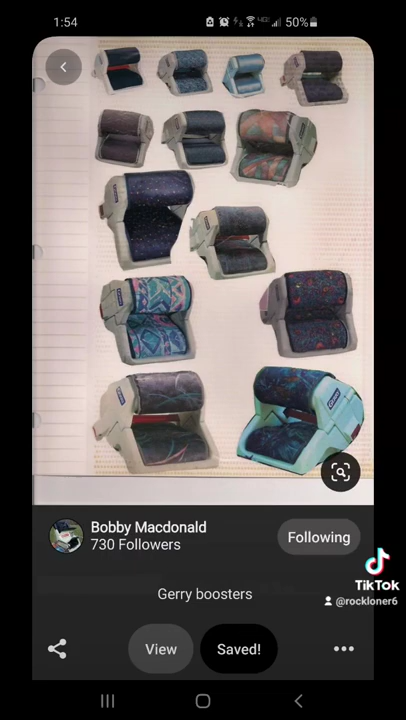 1:54
50%
Bobby Macdonald
730 Followers
Following
Gerry boosters
View
Saved!
TikTok
@rockloner6